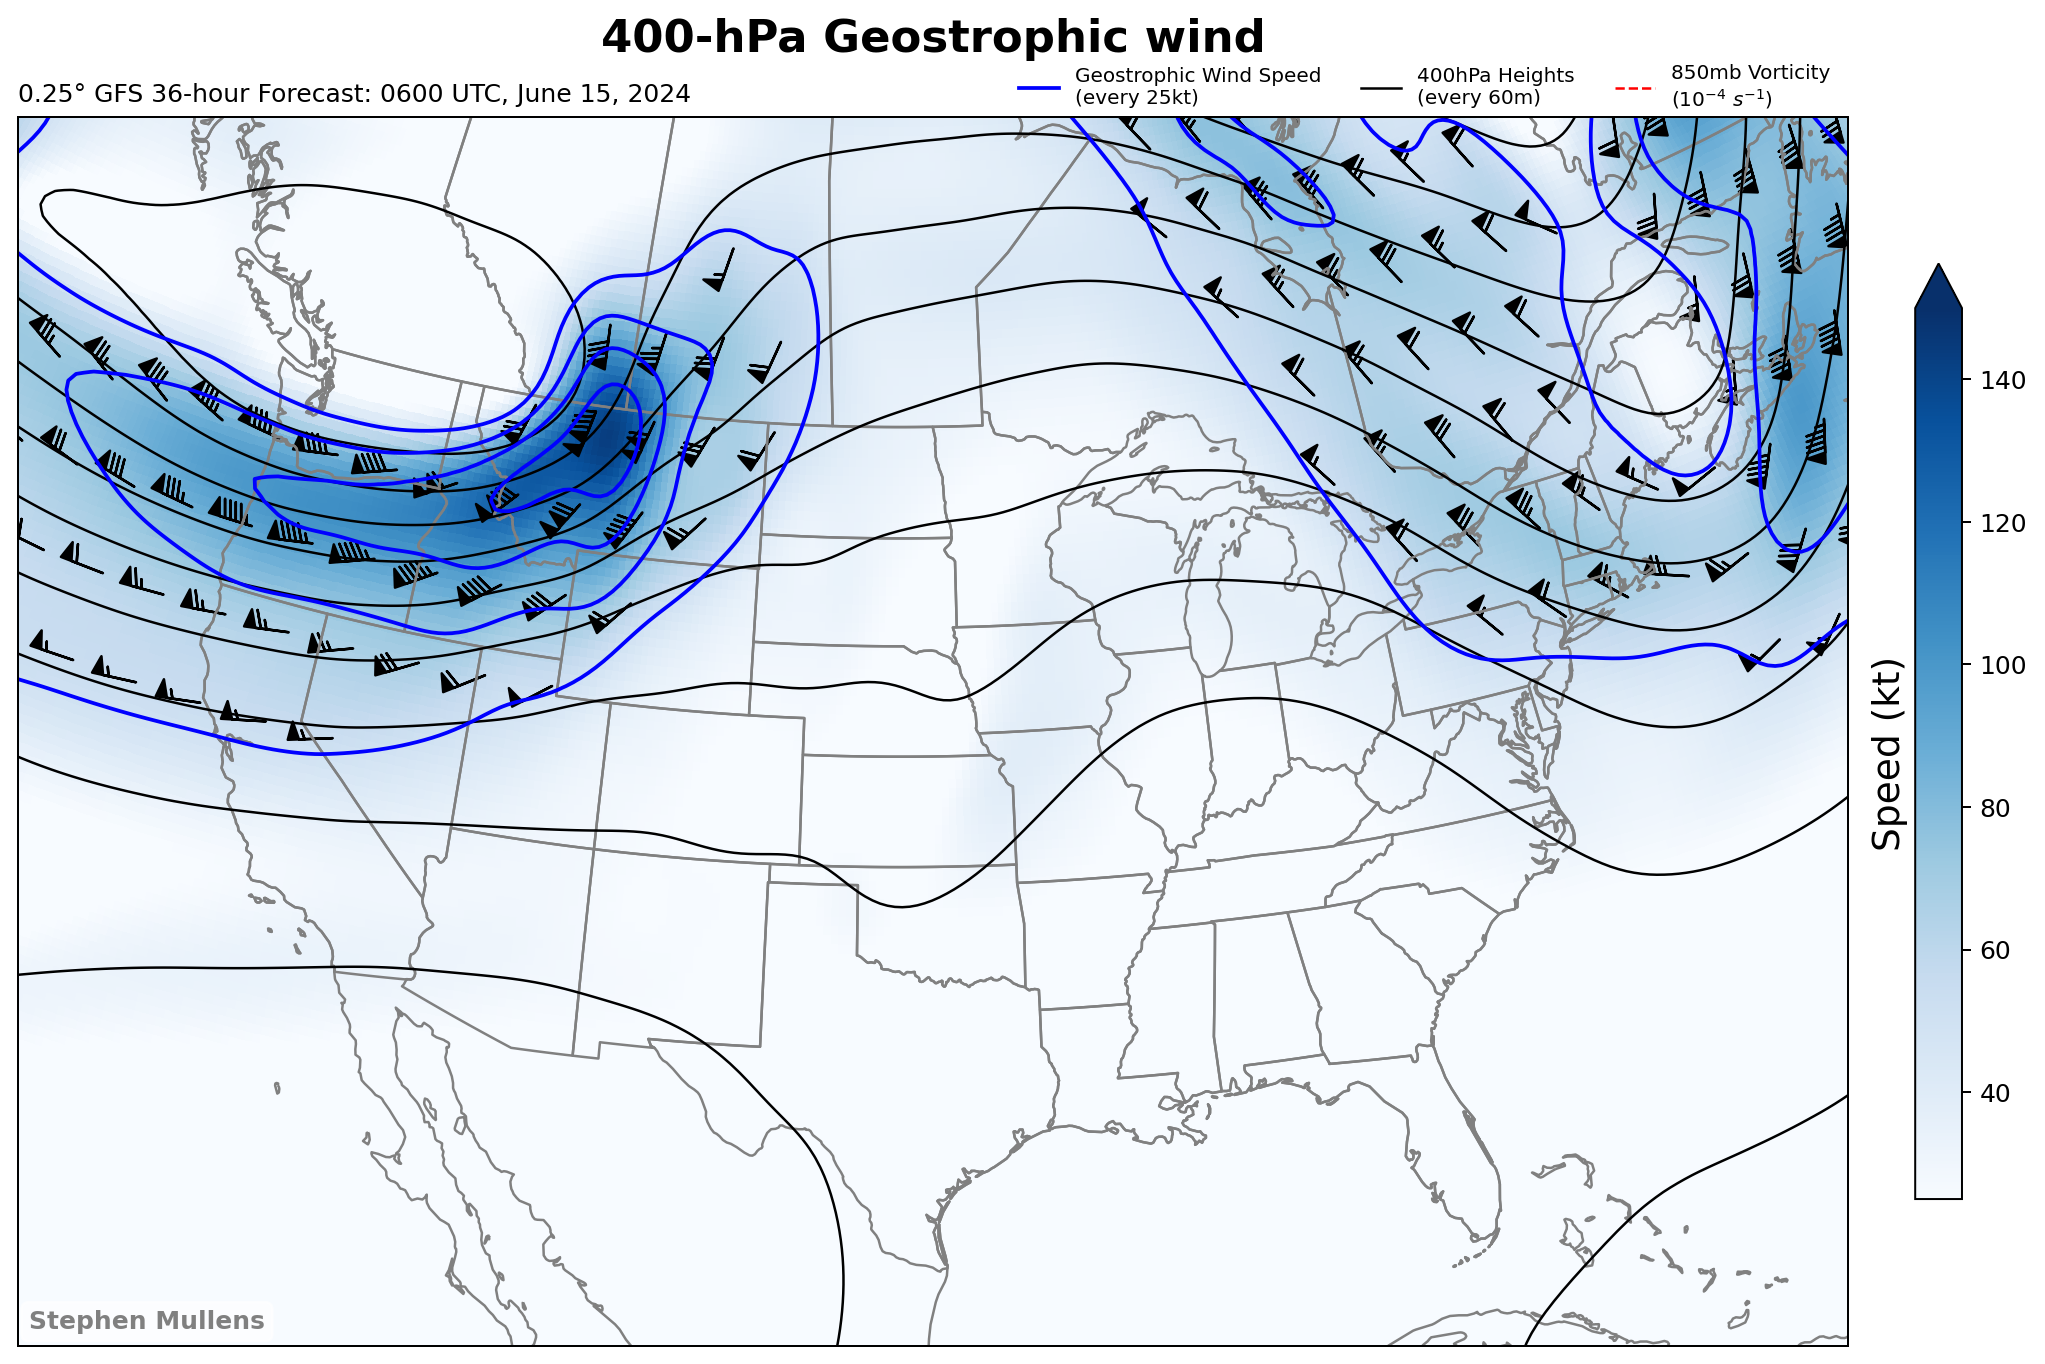 400-hPa Geostrophic wind
0.25° GFS 36-hour Forecast: 0600 UTC, June 15, 2024
Geostrophic Wind Speed
(every 25kt)
400hPa Heights
(every 60m)
850mb Vorticity
(10⁻⁴ s⁻¹)
140
120
100
80
60
40
Speed (kt)
Stephen Mullens